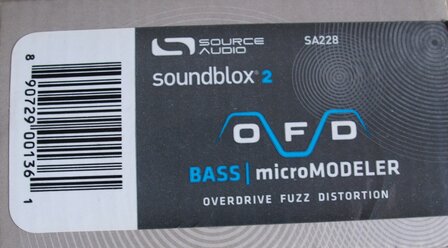 SOURCE
AUDIO
SA228
soundblox® 2
OFD
BASS | microMODELER
OVERDRIVE FUZZ DISTORTION
8 90729 00136 1